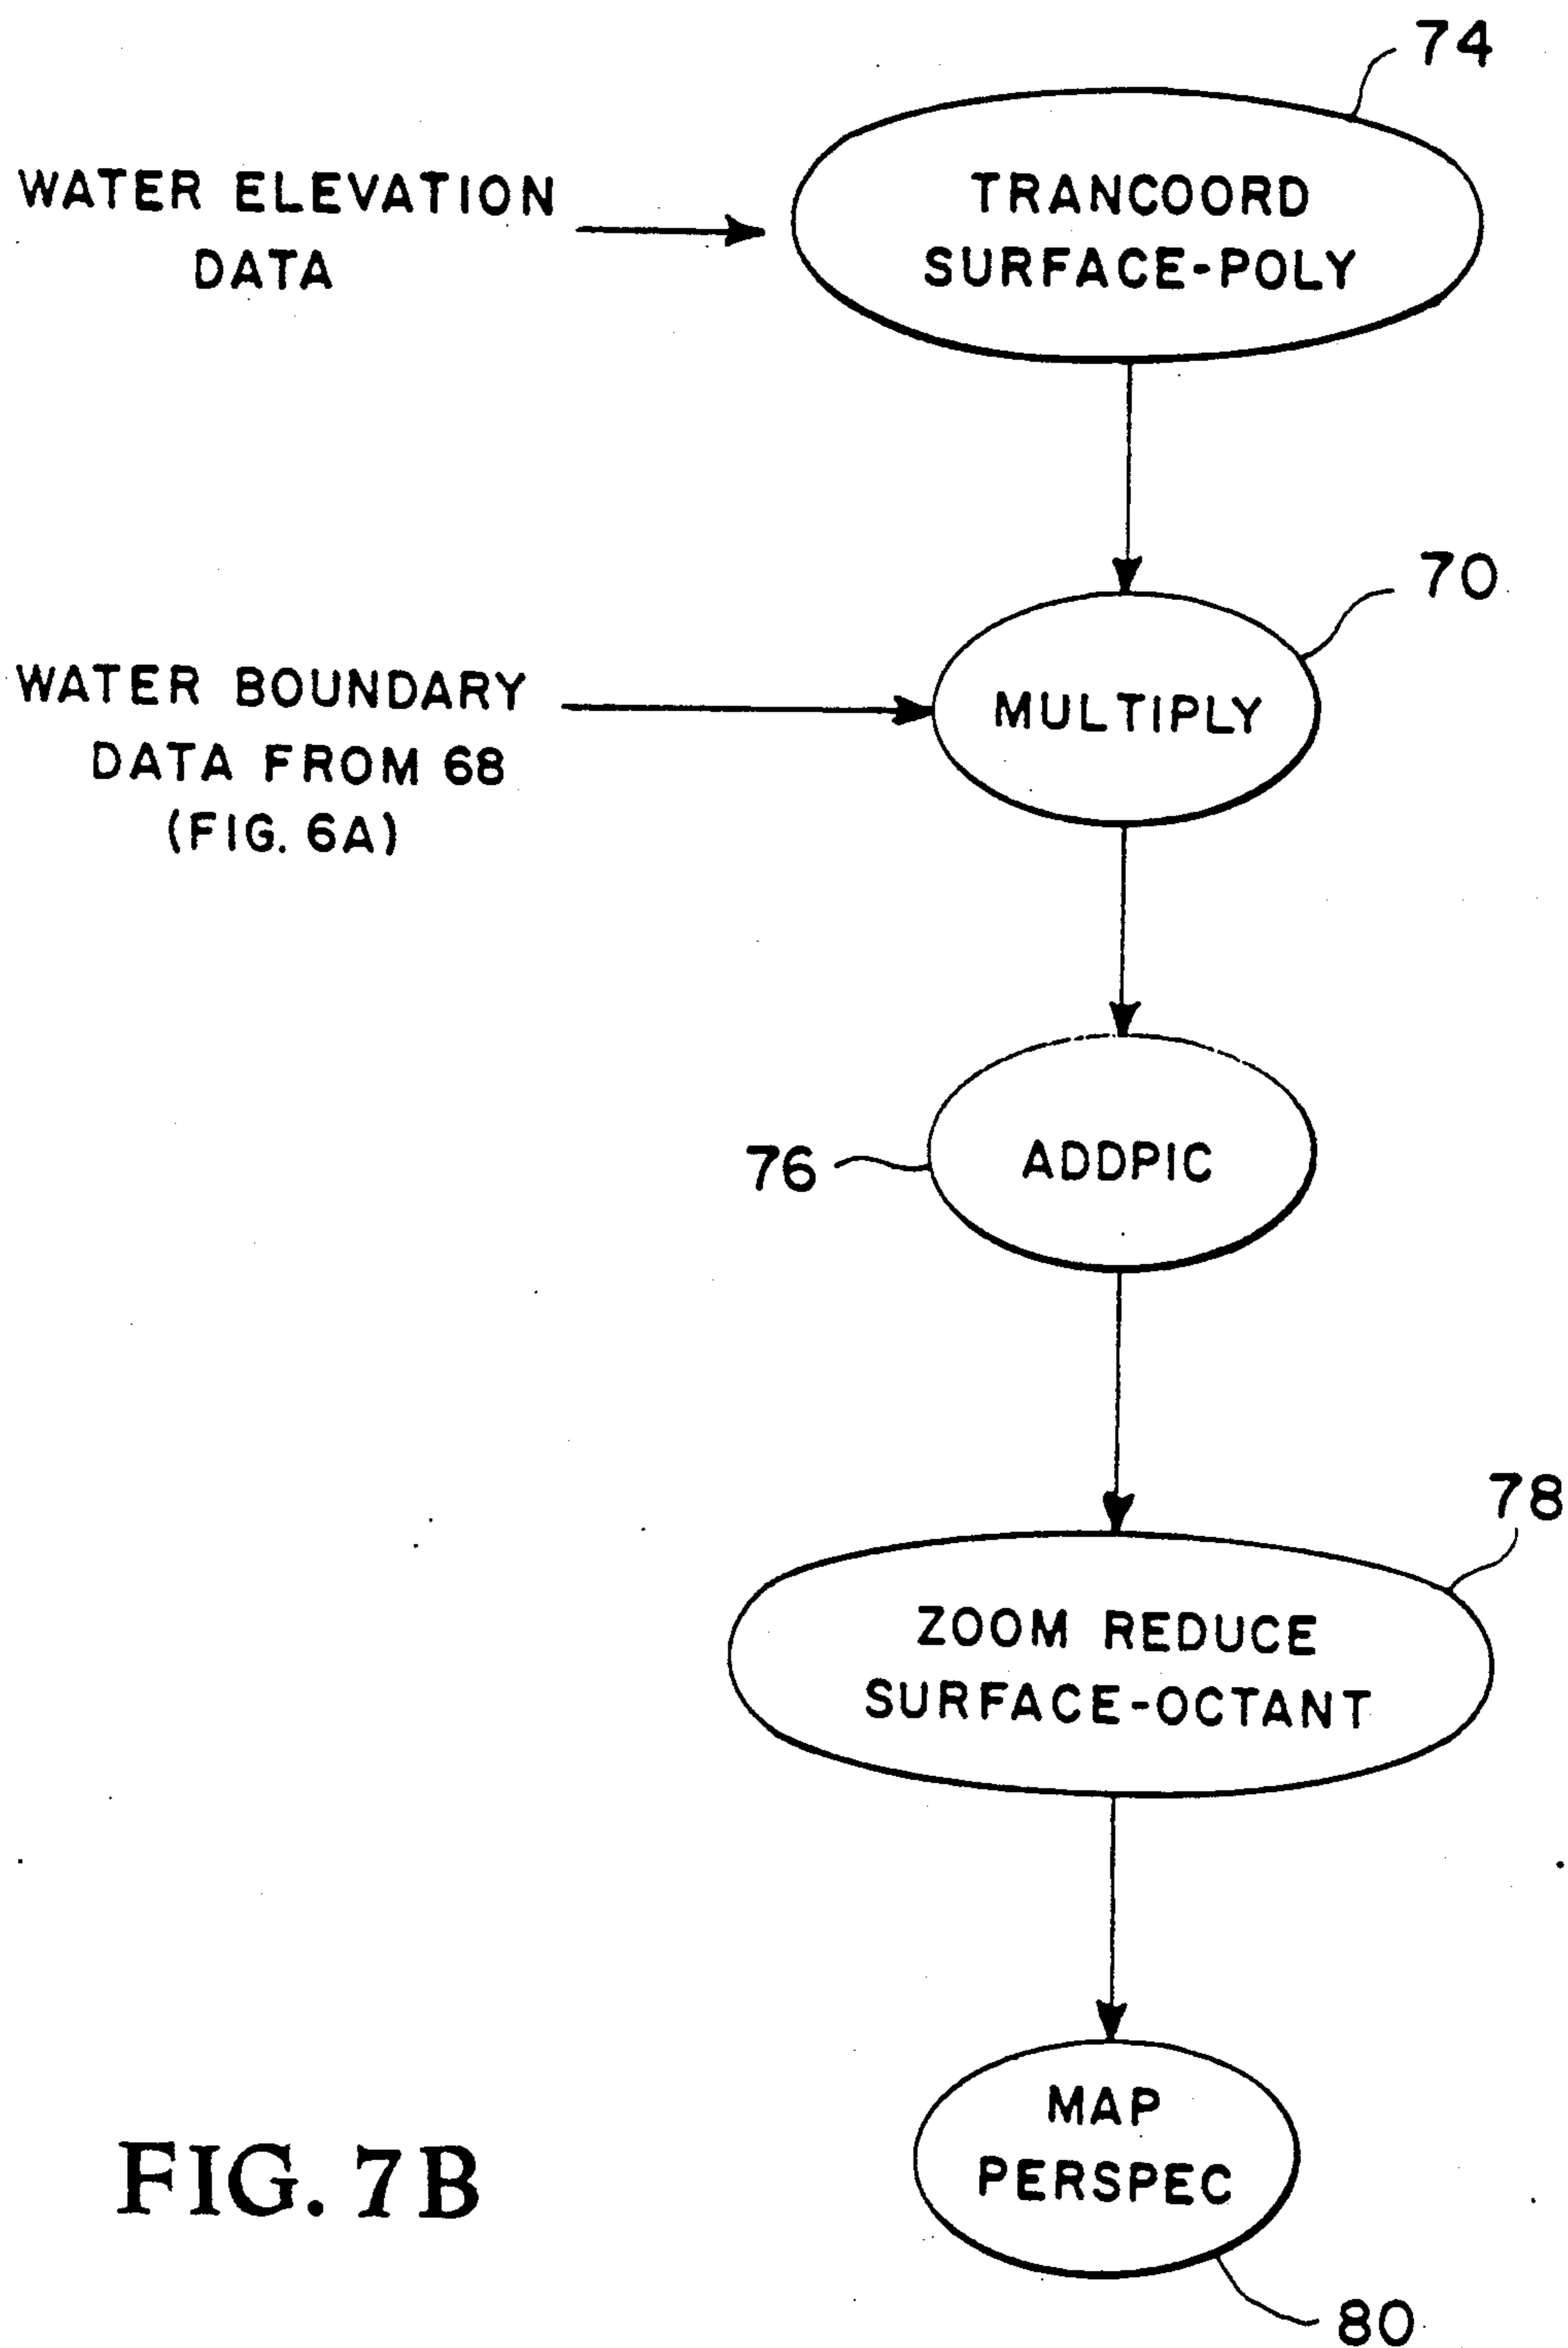 74
WATER ELEVATION
DATA
TRANCOORD
SURFACE-POLY
70
WATER BOUNDARY
DATA FROM 68
(FIG. 6A)
MULTIPLY
76
ADDPIC
78
ZOOM REDUCE
SURFACE-OCTANT
MAP
PERSPEC
80
FIG. 7B